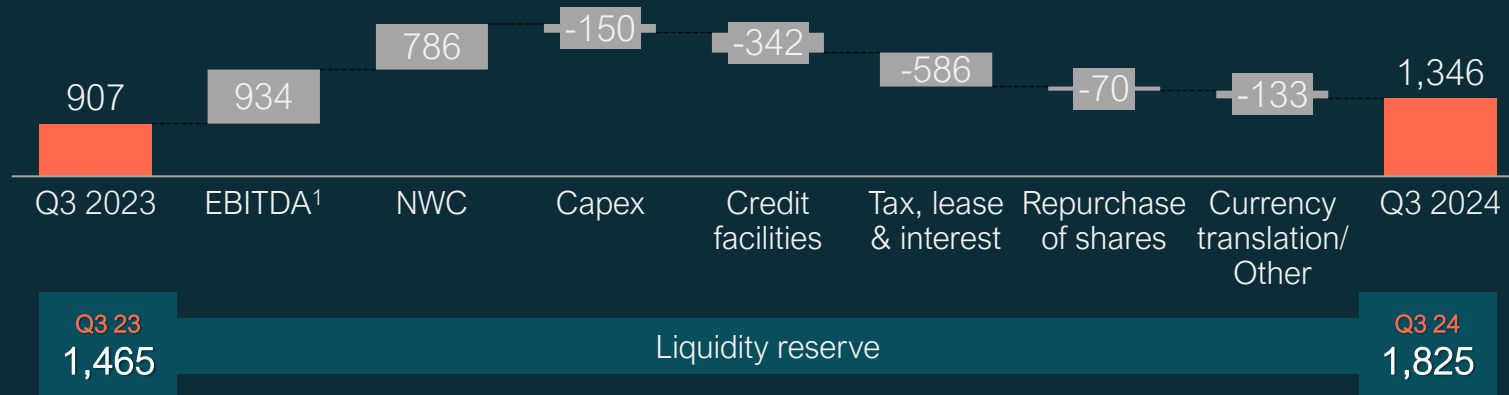 907
934
786
-150
-342
-586
-70
-133
1,346
Q3 2023
EBITDA¹
NWC
Capex
Credit
facilities
Tax, lease
& interest
Repurchase
of shares
Currency
translation/
Other
Q3 2024
Q3 23
1,465
Liquidity reserve
Q3 24
1,825